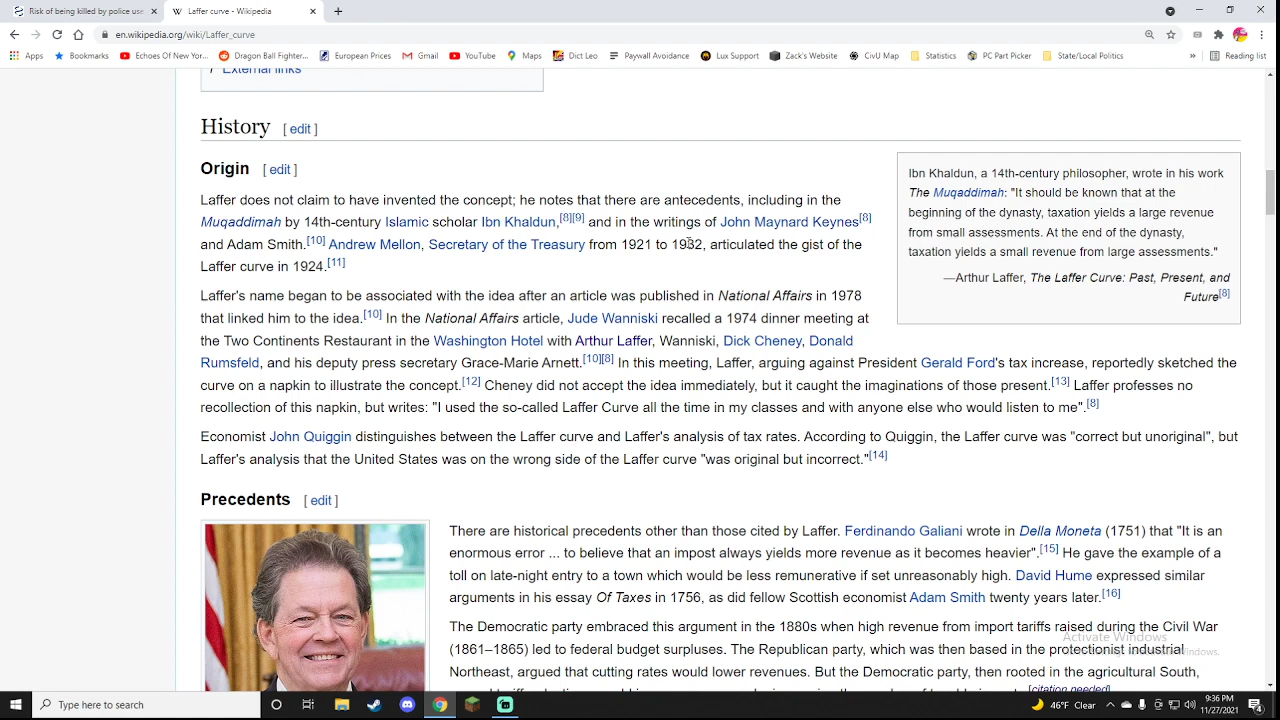 Risk of being killed by police use
Laffer curve - Wikipedia
en.wikipedia.org/wiki/Laffer_curve
Apps
Bookmarks
Echoes Of New Yor...
Dragon Ball Fighter...
European Prices
Gmail
YouTube
Maps
Dict Leo
Paywall Avoidance
Lux Support
Zack's Website
CivU Map
Statistics
PC Part Picker
State/Local Politics
»
Reading list
7 External links
History [ edit ]
Origin [ edit ]
Laffer does not claim to have invented the concept; he notes that there are antecedents, including in the
Muqaddimah by 14th-century Islamic scholar Ibn Khaldun,[8][9] and in the writings of John Maynard Keynes[8]
and Adam Smith.[10] Andrew Mellon, Secretary of the Treasury from 1921 to 1932, articulated the gist of the
Laffer curve in 1924.[11]
Ibn Khaldun, a 14th-century philosopher, wrote in his work
The Muqaddimah: "It should be known that at the
beginning of the dynasty, taxation yields a large revenue
from small assessments. At the end of the dynasty,
taxation yields a small revenue from large assessments."
—Arthur Laffer, The Laffer Curve: Past, Present, and
Future[8]
Laffer's name began to be associated with the idea after an article was published in National Affairs in 1978
that linked him to the idea.[10] In the National Affairs article, Jude Wanniski recalled a 1974 dinner meeting at
the Two Continents Restaurant in the Washington Hotel with Arthur Laffer, Wanniski, Dick Cheney, Donald
Rumsfeld, and his deputy press secretary Grace-Marie Arnett.[10][8] In this meeting, Laffer, arguing against President Gerald Ford's tax increase, reportedly sketched the
curve on a napkin to illustrate the concept.[12] Cheney did not accept the idea immediately, but it caught the imaginations of those present.[13] Laffer professes no
recollection of this napkin, but writes: "I used the so-called Laffer Curve all the time in my classes and with anyone else who would listen to me".[8]
Economist John Quiggin distinguishes between the Laffer curve and Laffer's analysis of tax rates. According to Quiggin, the Laffer curve was "correct but unoriginal", but
Laffer's analysis that the United States was on the wrong side of the Laffer curve "was original but incorrect."[14]
Precedents [ edit ]
There are historical precedents other than those cited by Laffer. Ferdinando Galiani wrote in Della Moneta (1751) that "It is an
enormous error ... to believe that an impost always yields more revenue as it becomes heavier".[15] He gave the example of a
toll on late-night entry to a town which would be less remunerative if set unreasonably high. David Hume expressed similar
arguments in his essay Of Taxes in 1756, as did fellow Scottish economist Adam Smith twenty years later.[16]
The Democratic party embraced this argument in the 1880s when high revenue from import tariffs raised during the Civil War
(1861–1865) led to federal budget surpluses. The Republican party, which was then based in the protectionist industrial
Northeast, argued that cutting rates would lower revenues. But the Democratic party, then rooted in the agricultural South,
[citation needed]
Activate Windows
Windows.
Type here to search
46°F Clear
9:36 PM
11/27/2021
4